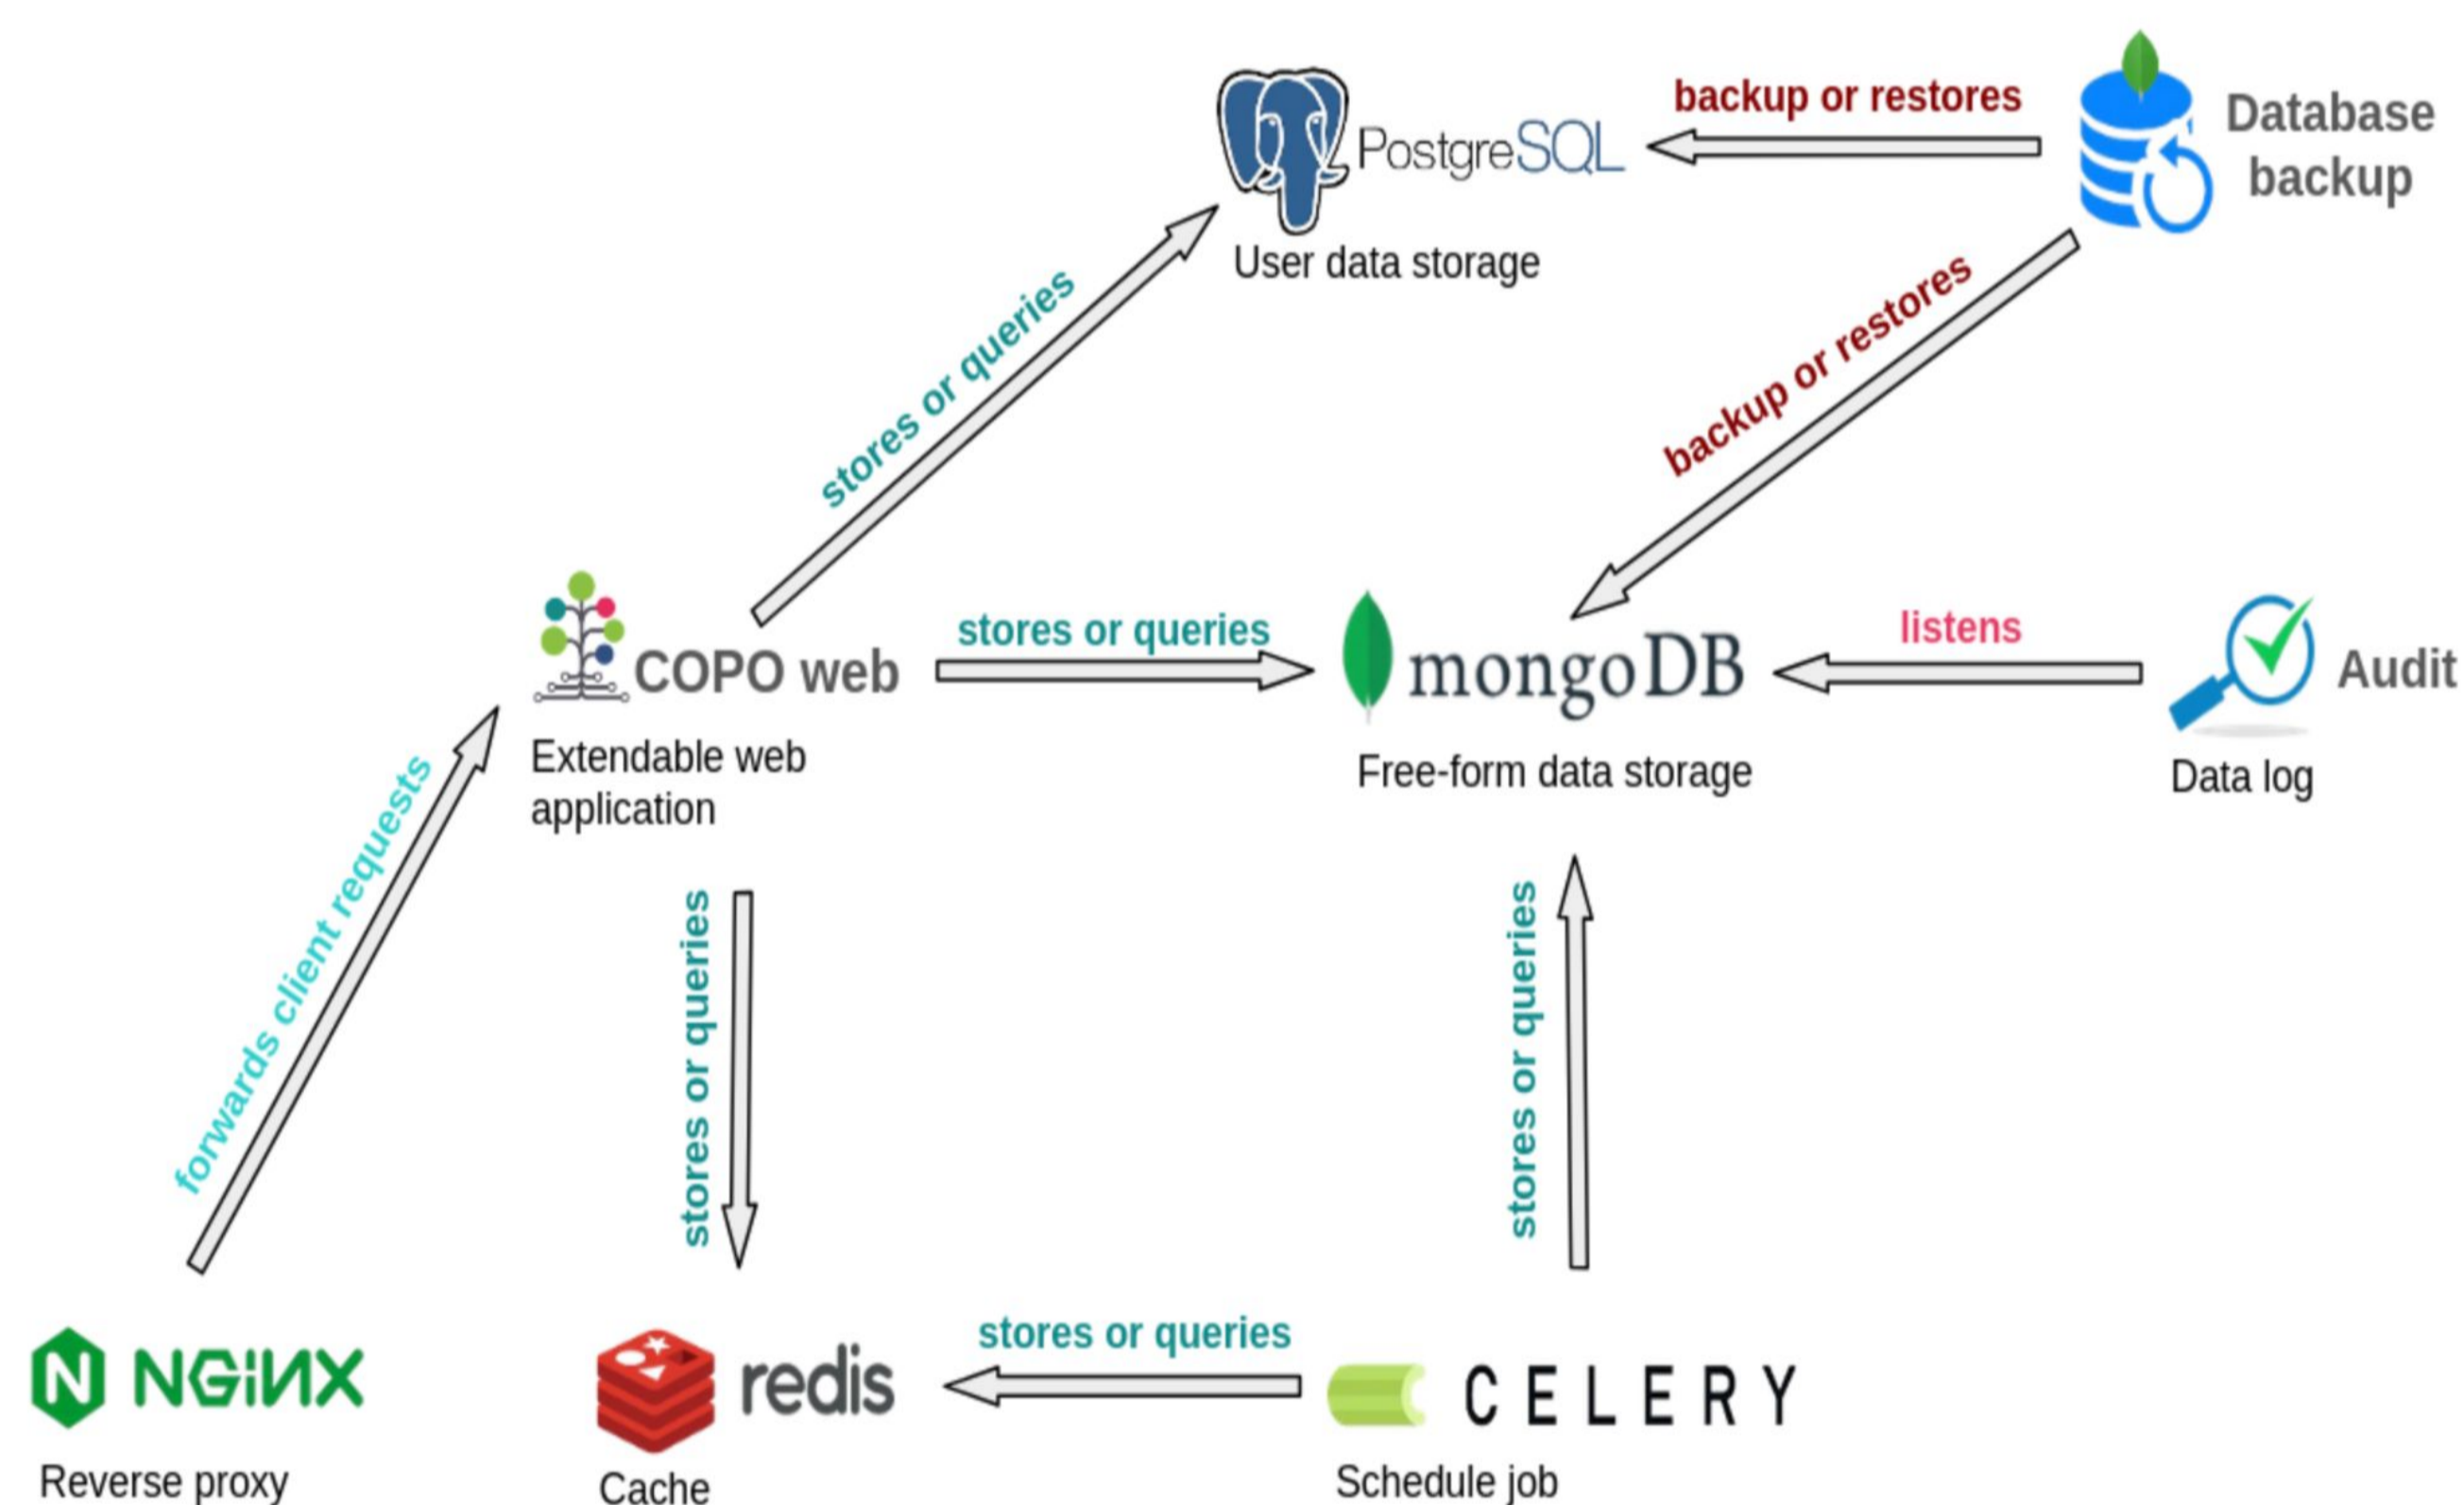 PostgreSQL
User data storage
backup or restores
Database
backup
stores or queries
backup or restores
COPO web
Extendable web
application
stores or queries
mongoDB
Free-form data storage
listens
Audit
Data log
forwards client requests
stores or queries
stores or queries
NGINX
Reverse proxy
redis
Cache
stores or queries
CELERY
Schedule job